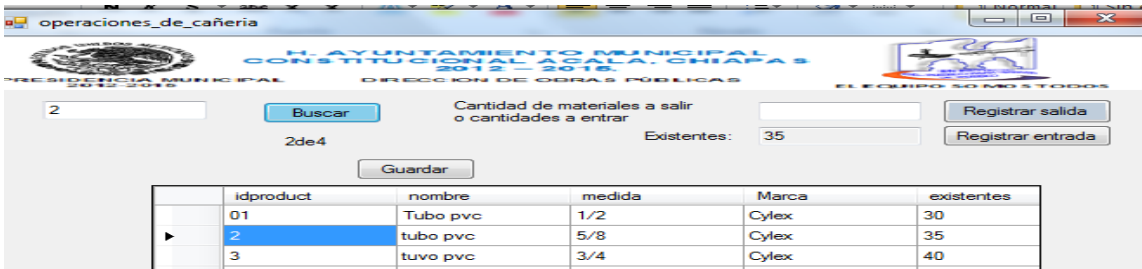 operaciones_de_cañeria
H. AYUNTAMIENTO MUNICIPAL
CONSTITUCIONAL ACALA, CHIAPAS
2012 – 2015.
PRESIDENCIA MUNICIPAL DIRECCION DE OBRAS PÚBLICAS
2012-2015
EL EQUIPO SOMOS TODOS
2 Buscar Cantidad de materiales a salir Registrar salida
o cantidades a entrar
2de4 Existentes: 35 Registrar entrada
Guardar
idproduct nombre medida Marca existentes
01 Tubo pvc 1/2 Cylex 30
2 tubo pvc 5/8 Cylex 35
3 tuvo pvc 3/4 Cylex 40